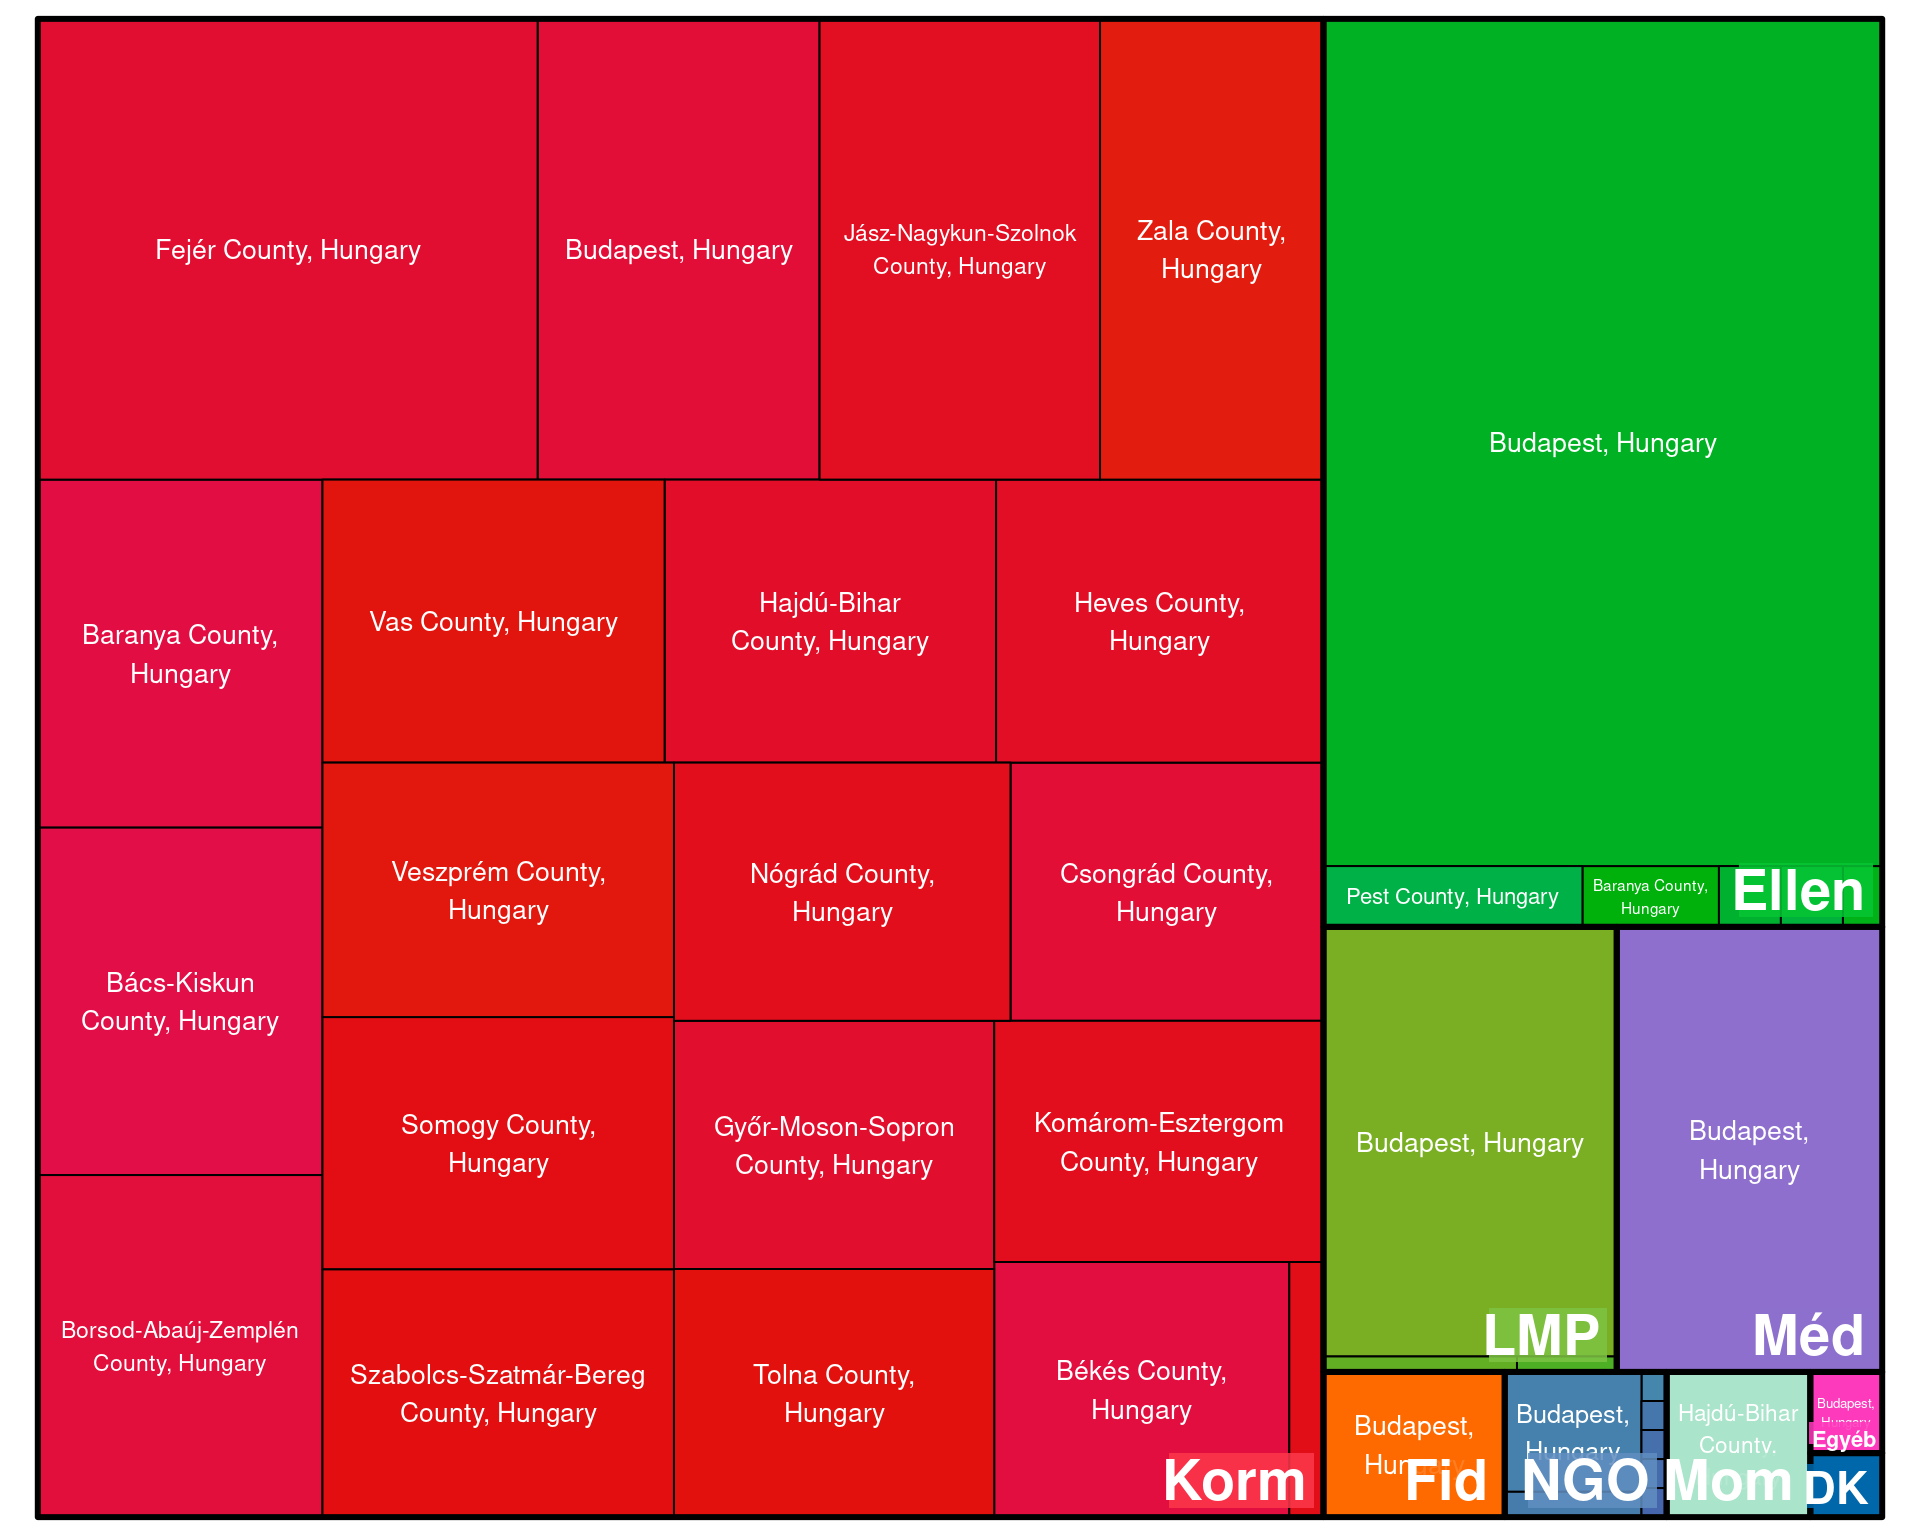 Fejér County, Hungary
Budapest, Hungary
Jász-Nagykun-Szolnok
County, Hungary
Zala County,
Hungary
Baranya County,
Hungary
Vas County, Hungary
Hajdú-Bihar
County, Hungary
Heves County,
Hungary
Bács-Kiskun
County, Hungary
Veszprém County,
Hungary
Nógrád County,
Hungary
Csongrád County,
Hungary
Somogy County,
Hungary
Győr-Moson-Sopron
County, Hungary
Komárom-Esztergom
County, Hungary
Borsod-Abaúj-Zemplén
County, Hungary
Szabolcs-Szatmár-Bereg
County, Hungary
Tolna County,
Hungary
Békés County,
Hungary
Korm
Budapest, Hungary
Pest County, Hungary
Baranya County,
Hungary
Ellen
Budapest, Hungary
LMP
Budapest,
Hungary
Méd
Budapest,
Hungary
Fid
Budapest,
Hungary
NGO
Hajdú-Bihar
County,
Mom
Budapest,
Hungary
Egyéb
DK